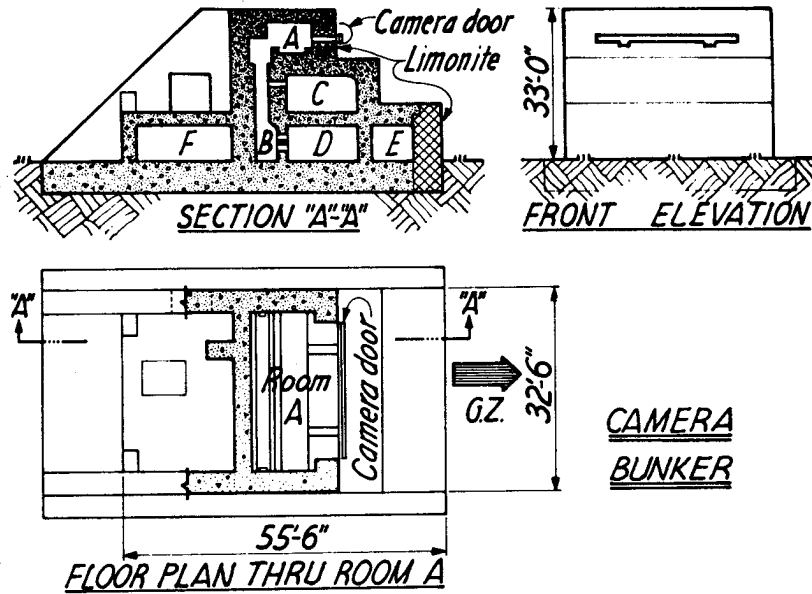 Camera door
Limonite
A
C
F
B
D
E
SECTION "A"-"A"
33'-0"
FRONT ELEVATION
"A"
"A"
Room
A
Camera door
G.Z.
32'-6"
CAMERA
BUNKER
55'-6"
FLOOR PLAN THRU ROOM A